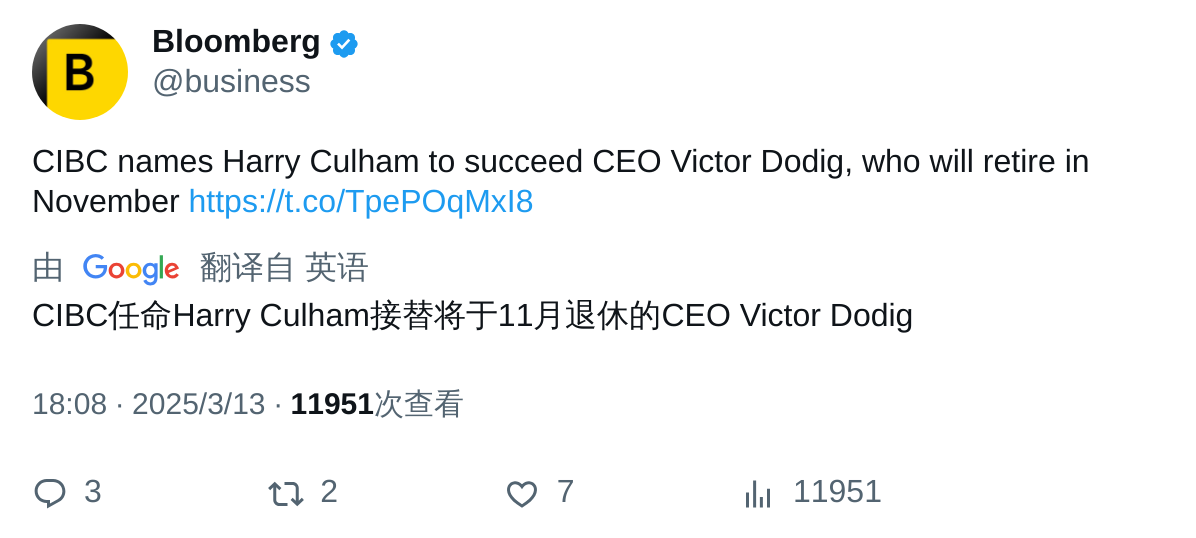 B
Bloomberg
@business
CIBC names Harry Culham to succeed CEO Victor Dodig, who will retire in
November https://t.co/TpePOqMxI8
由 Google 翻译自 英语
CIBC任命Harry Culham接替将于11月退休的CEO Victor Dodig
18:08 · 2025/3/13 · 11951次查看
3 2 7 11951